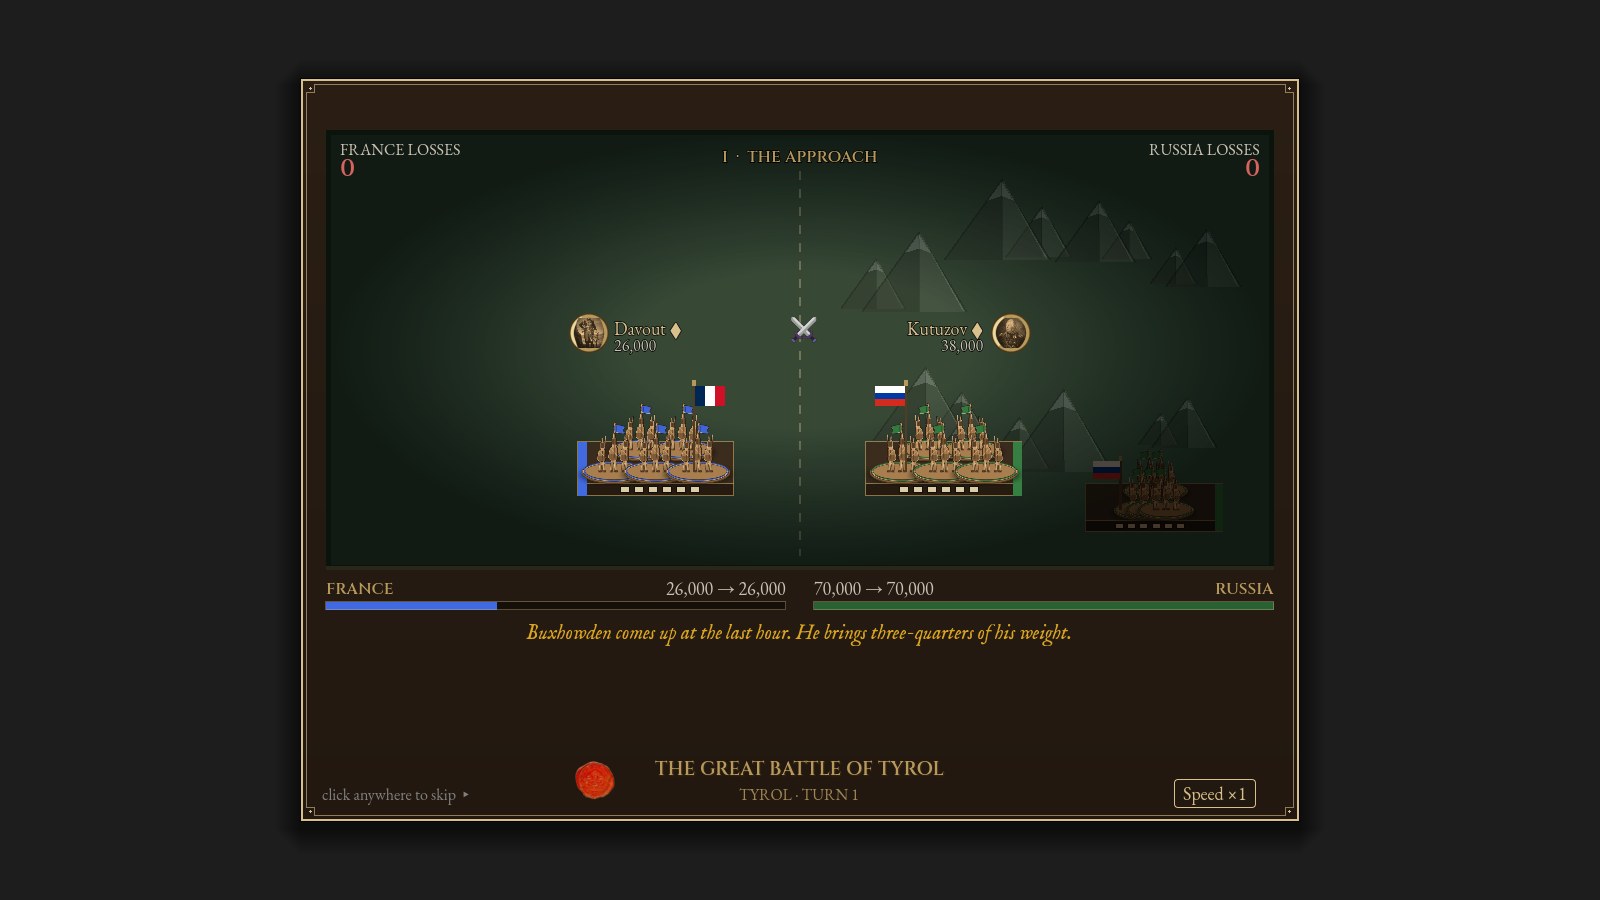 FRANCE LOSSES
0
I · THE APPROACH
RUSSIA LOSSES
0
Davout
26,000
Kutuzov
38,000
FRANCE
26,000 → 26,000
70,000 → 70,000
RUSSIA
Buxhowden comes up at the last hour. He brings three-quarters of his weight.
THE GREAT BATTLE OF TYROL
TYROL · TURN 1
click anywhere to skip ▸
Speed ×1